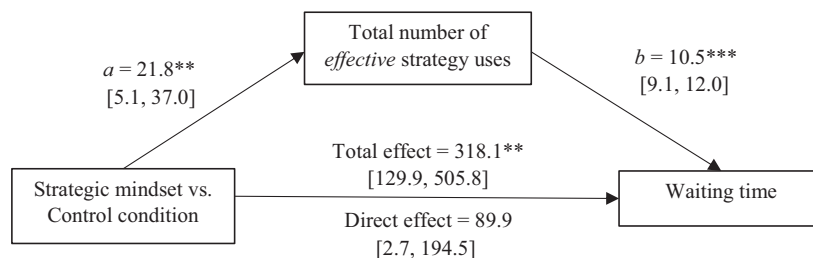 Total number of
effective strategy uses
a = 21.8**
[5.1, 37.0]
b = 10.5***
[9.1, 12.0]
Strategic mindset vs.
Control condition
Total effect = 318.1**
[129.9, 505.8]
Direct effect = 89.9
[2.7, 194.5]
Waiting time